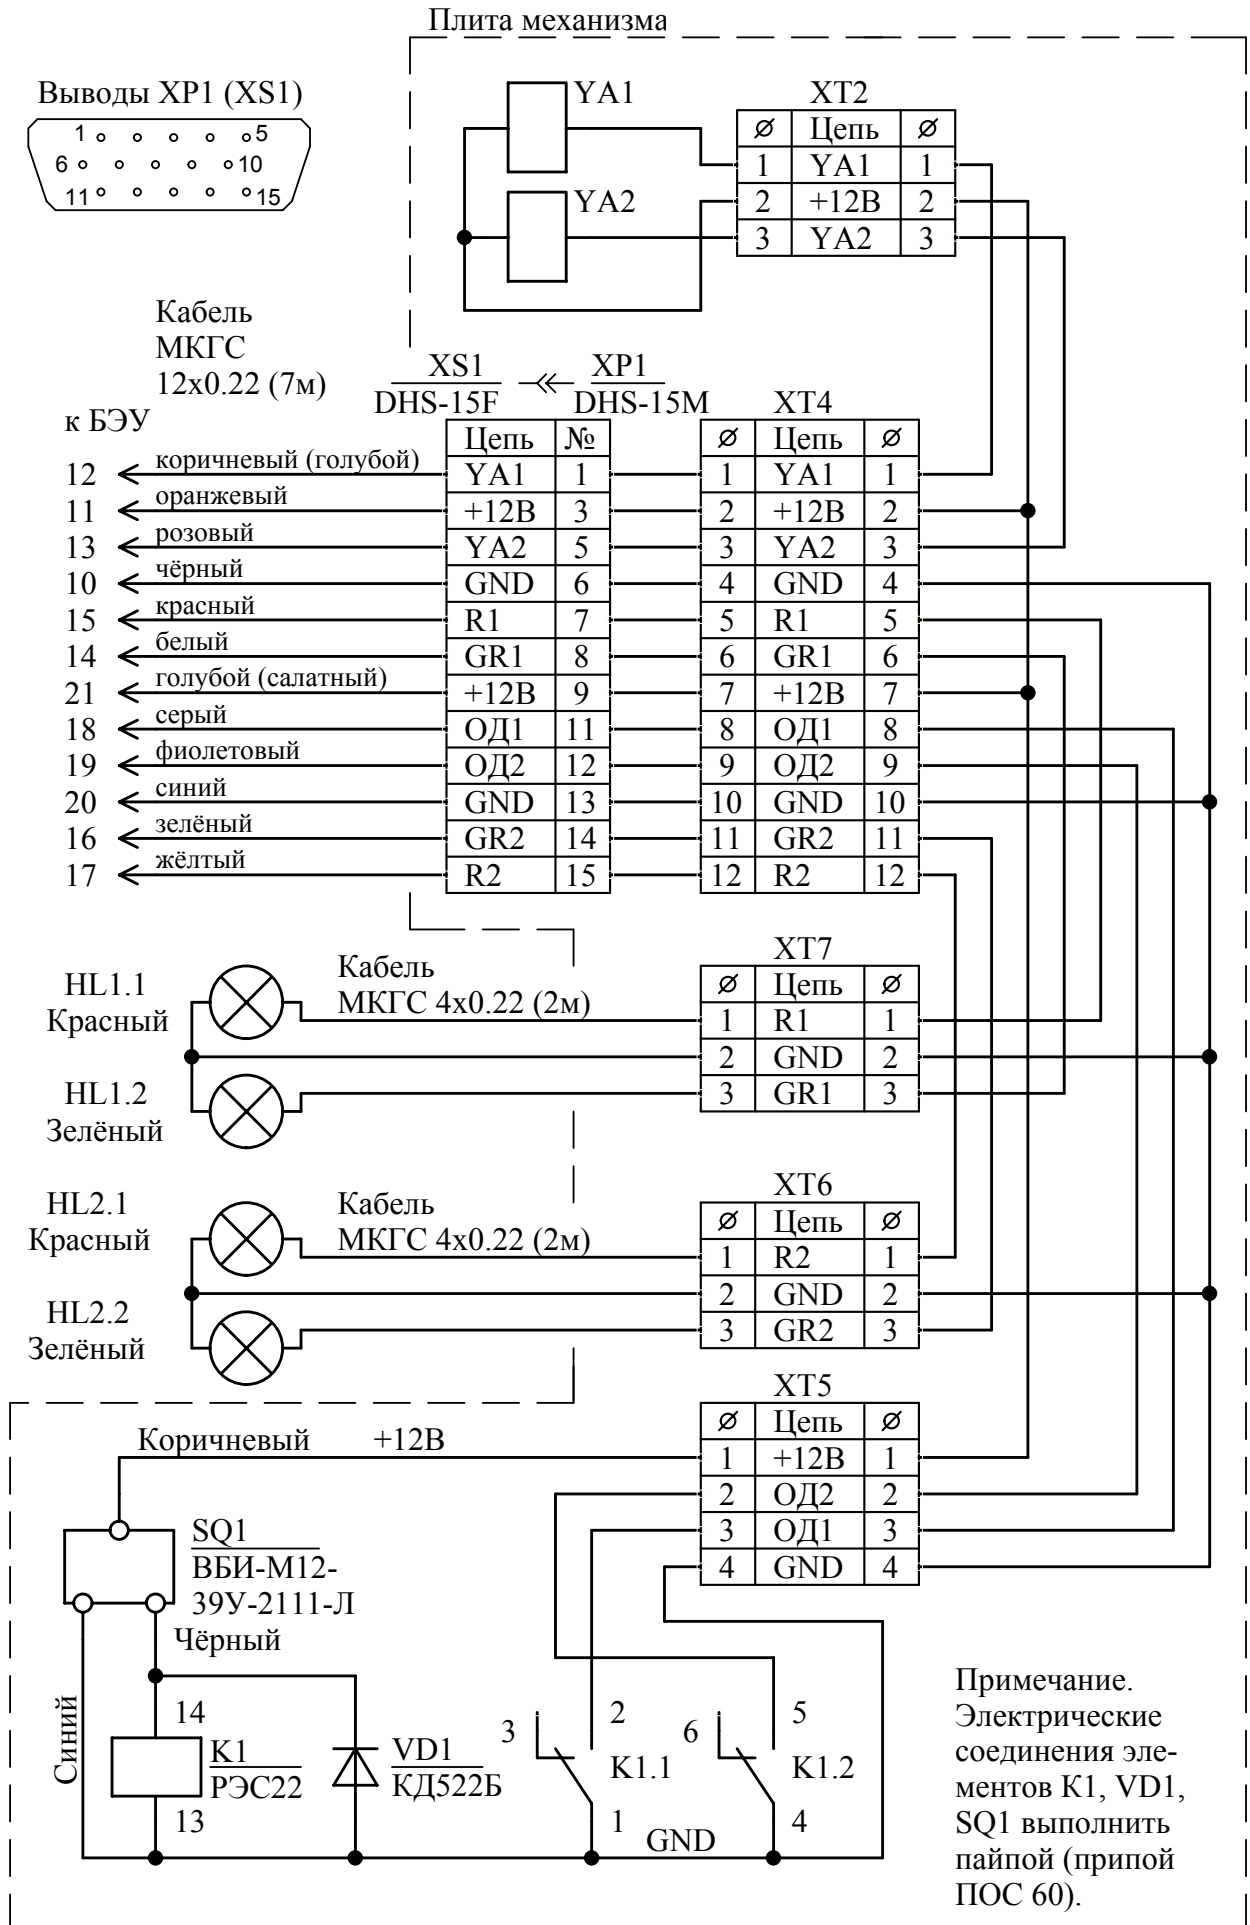 Плита механизма
Выводы XP1 (XS1)
1 5
6 10
11 15
YA1
YA2
XT2
Ø Цепь Ø
1 YA1 1
2 +12В 2
3 YA2 3
Кабель
МКГС
12x0.22 (7м)
к БЭУ
XS1
DHS-15F
XP1
DHS-15M
XT4
Цепь № Ø Цепь Ø
12 коричневый (голубой) YA1 1 1 YA1 1
11 оранжевый +12В 3 2 +12В 2
13 розовый YA2 5 3 YA2 3
10 чёрный GND 6 4 GND 4
15 красный R1 7 5 R1 5
14 белый GR1 8 6 GR1 6
21 голубой (салатный) +12В 9 7 +12В 7
18 серый ОД1 11 8 ОД1 8
19 фиолетовый ОД2 12 9 ОД2 9
20 синий GND 13 10 GND 10
16 зелёный GR2 14 11 GR2 11
17 жёлтый R2 15 12 R2 12
HL1.1
Красный
HL1.2
Зелёный
Кабель
МКГС 4x0.22 (2м)
XT7
Ø Цепь Ø
1 R1 1
2 GND 2
3 GR1 3
HL2.1
Красный
HL2.2
Зелёный
Кабель
МКГС 4x0.22 (2м)
XT6
Ø Цепь Ø
1 R2 1
2 GND 2
3 GR2 3
XT5
Ø Цепь Ø
1 +12В 1
2 ОД2 2
3 ОД1 3
4 GND 4
Коричневый +12В
SQ1
ВБИ-М12-
39У-2111-Л
Чёрный
Синий
14
K1
РЭС22
13
VD1
КД522Б
3 2
K1.1
1
6 5
K1.2
4
GND
Примечание.
Электрические
соединения эле-
ментов K1, VD1,
SQ1 выполнить
пайпой (припой
ПОС 60).